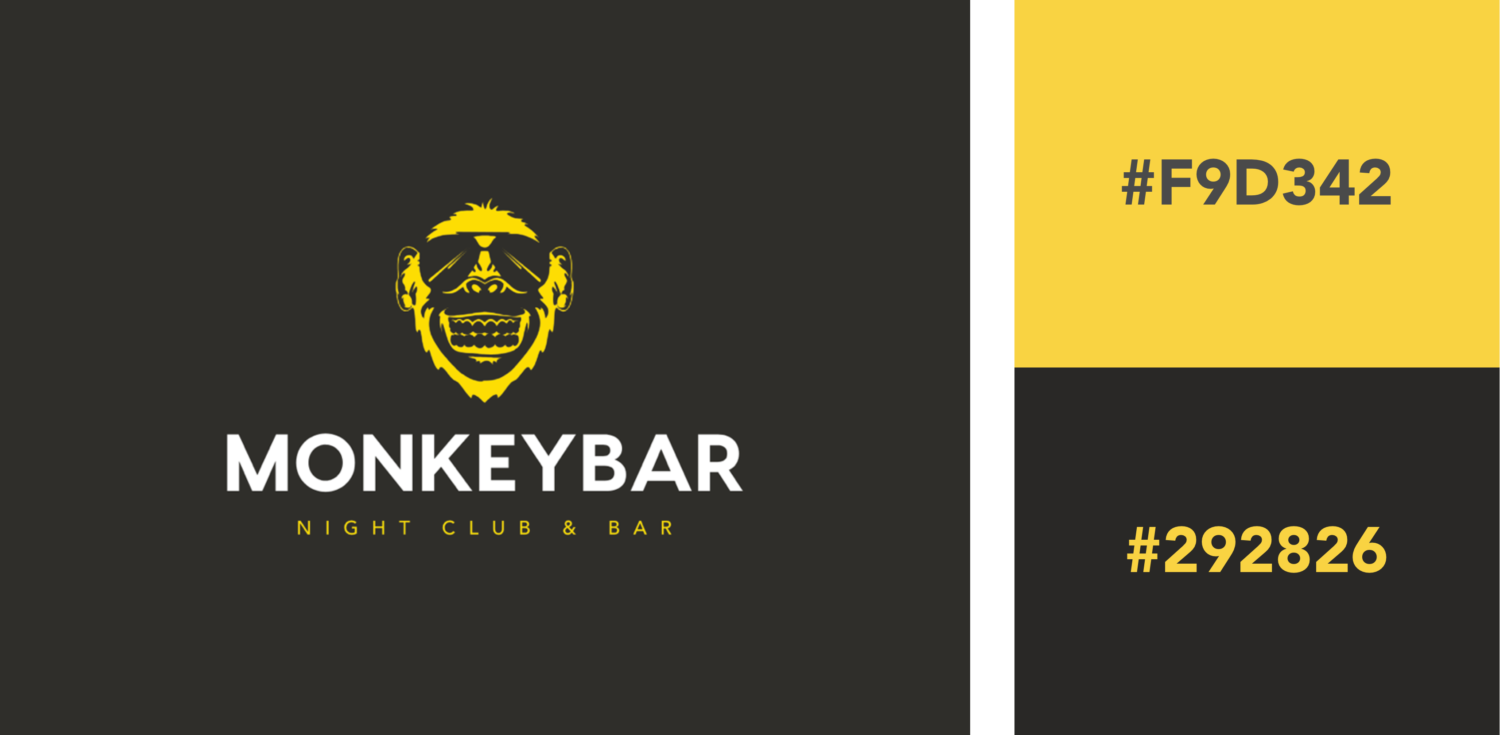 MONKEYBAR
NIGHT CLUB & BAR
#F9D342
#292826